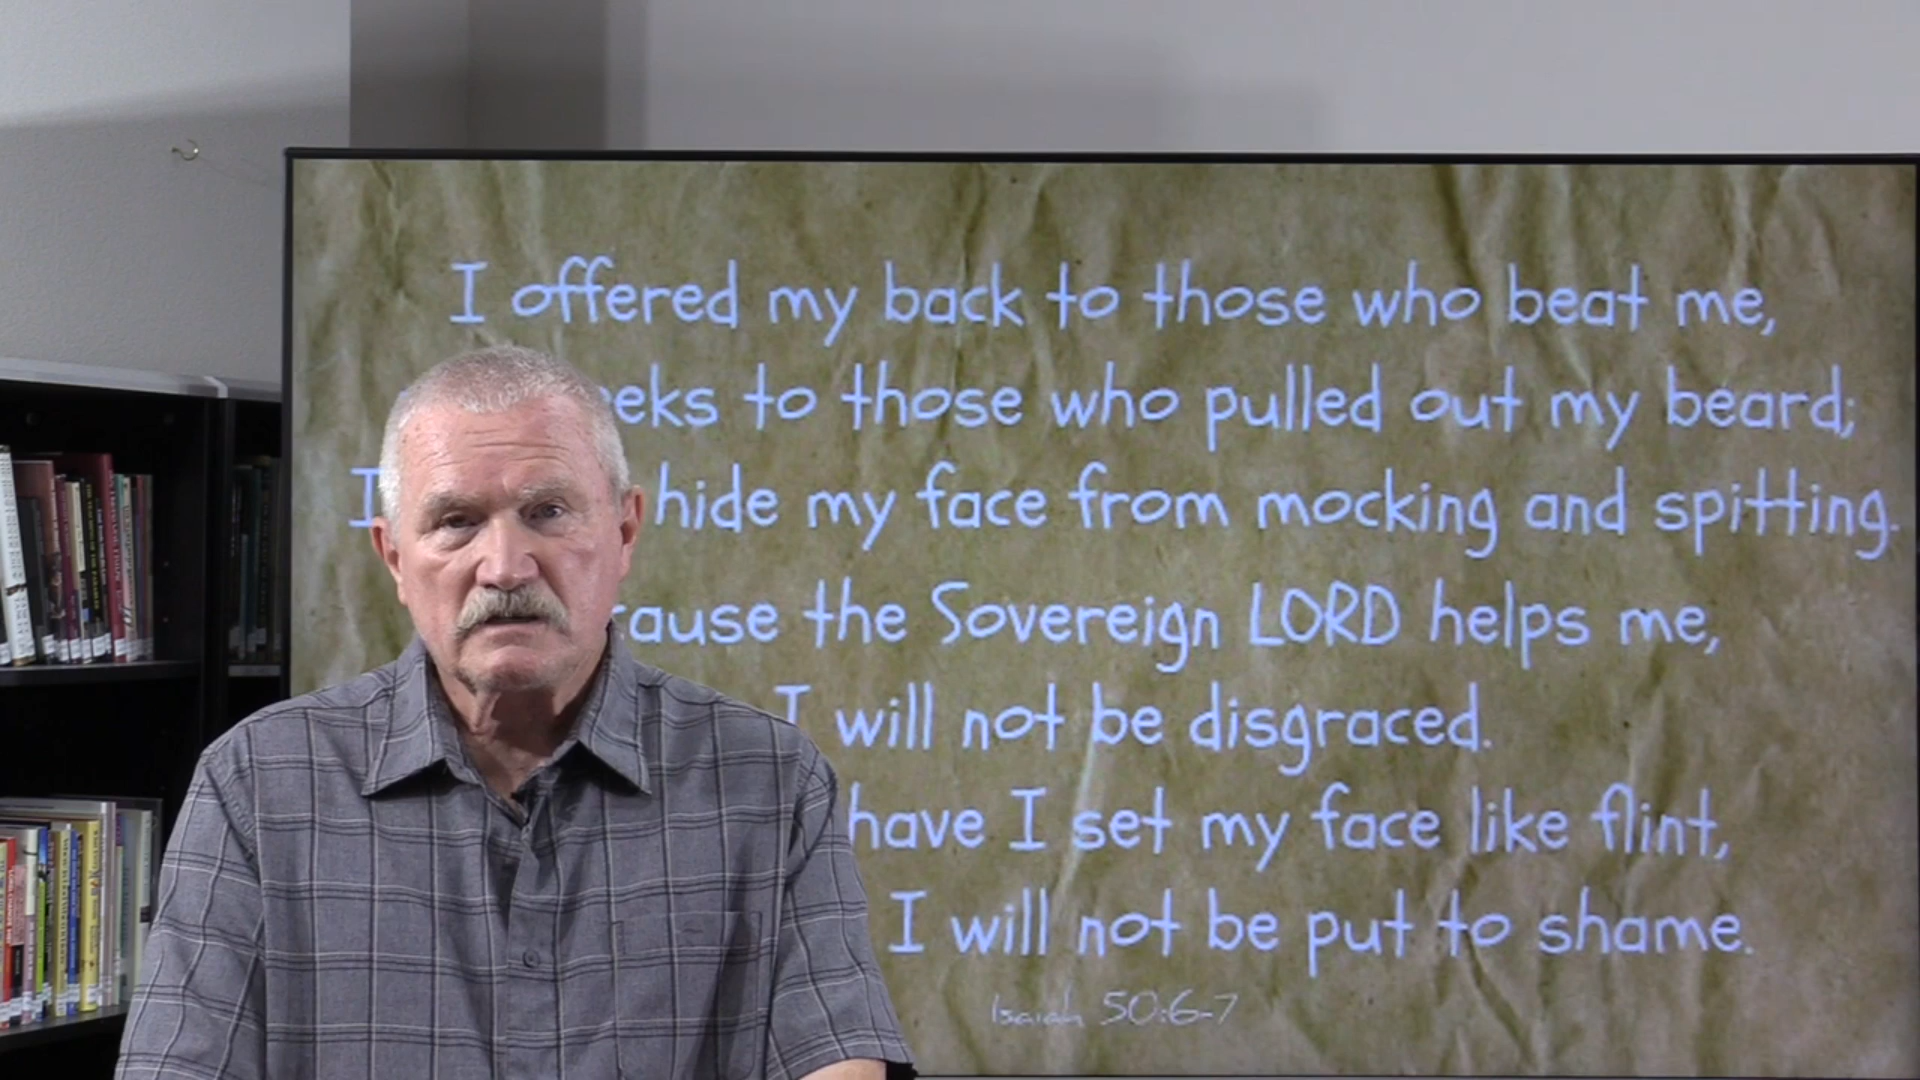 I offered my back to those who beat me,
eeks to those who pulled out my beard;
I hide my face from mocking and spitting.
cause the Sovereign LORD helps me,
I will not be disgraced.
have I set my face like flint,
I will not be put to shame.
Isaiah 50:6-7